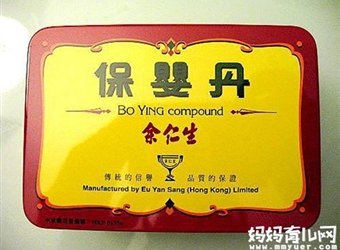 保嬰丹
BO YING compound
余仁生
傳統的信譽 品質的保證
Manufactured by Eu Yan Sang (Hong Kong) Limited
妈妈育儿网
www.mmyuer.com